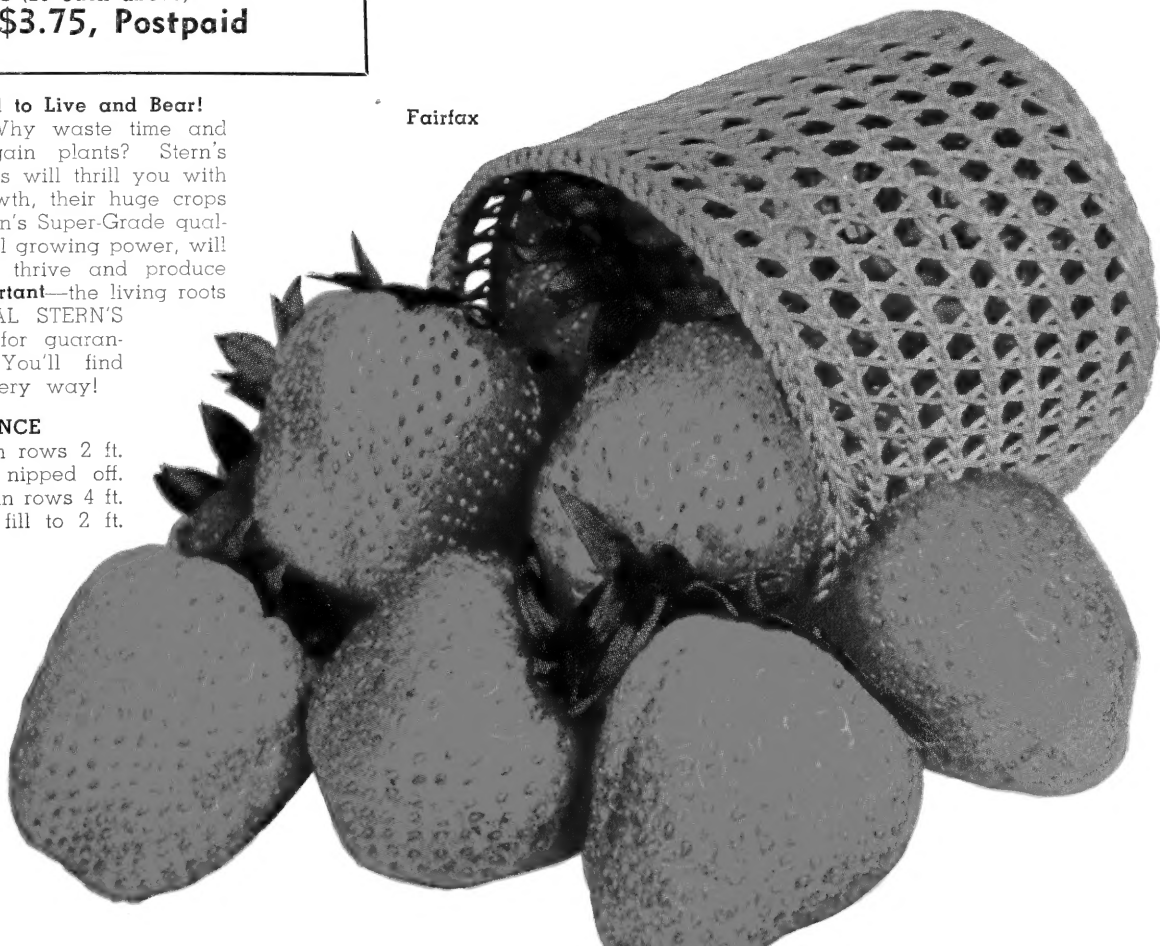 $3.75, Postpaid
to Live and Bear!
Why waste time and
gain plants? Stern's
s will thrill you with
wth, their huge crops
n's Super-Grade qual-
l growing power, will
thrive and produce
rtant—the living roots
AL STERN'S
for guaran-
You'll find
ery way!
NCE
n rows 2 ft.
nipped off.
in rows 4 ft.
fill to 2 ft.
Fairfax